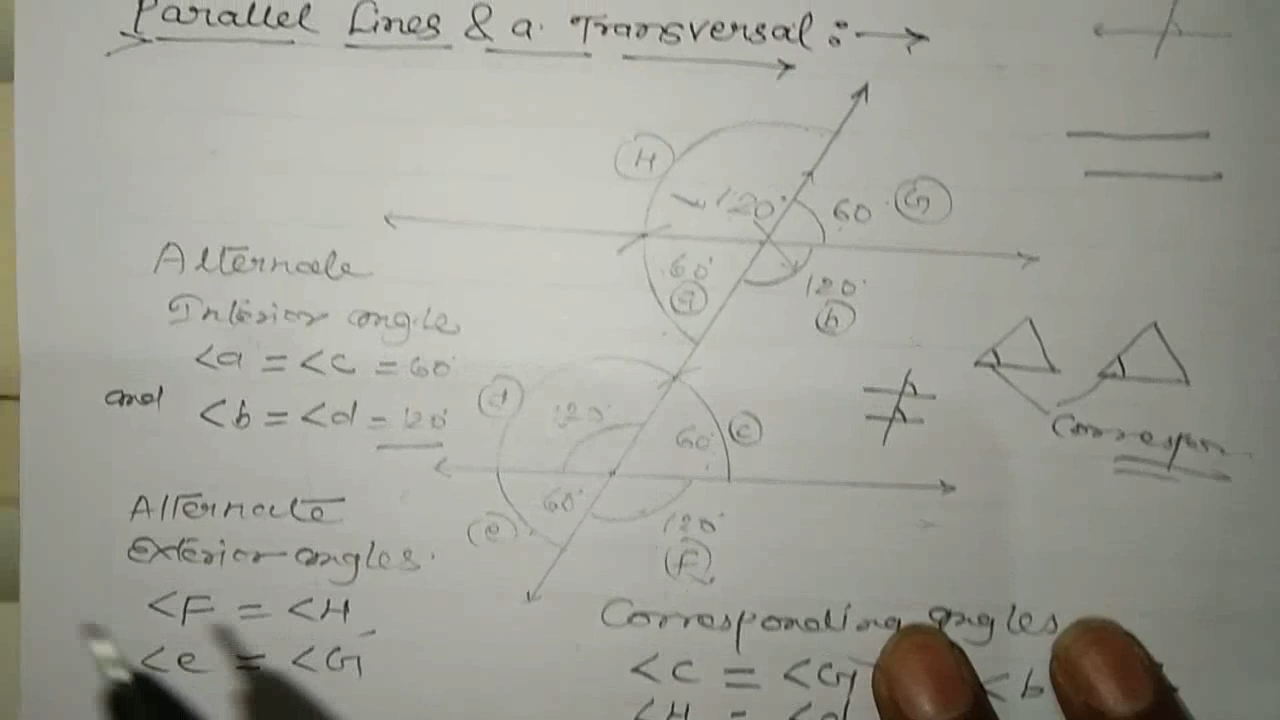 Parallel Lines & a Transversal :→
H
120°
60
G
60°
a
120°
b
Alternate
Interior angle
<a = <c = 60°
and <b = <d = 120°
d
120°
60°
c
Correspon
60°
e
120°
F
Alternate
Exterior angles.
<F = <H
<e = <G
Corresponding angles
<c = <G
<b
<H = <d